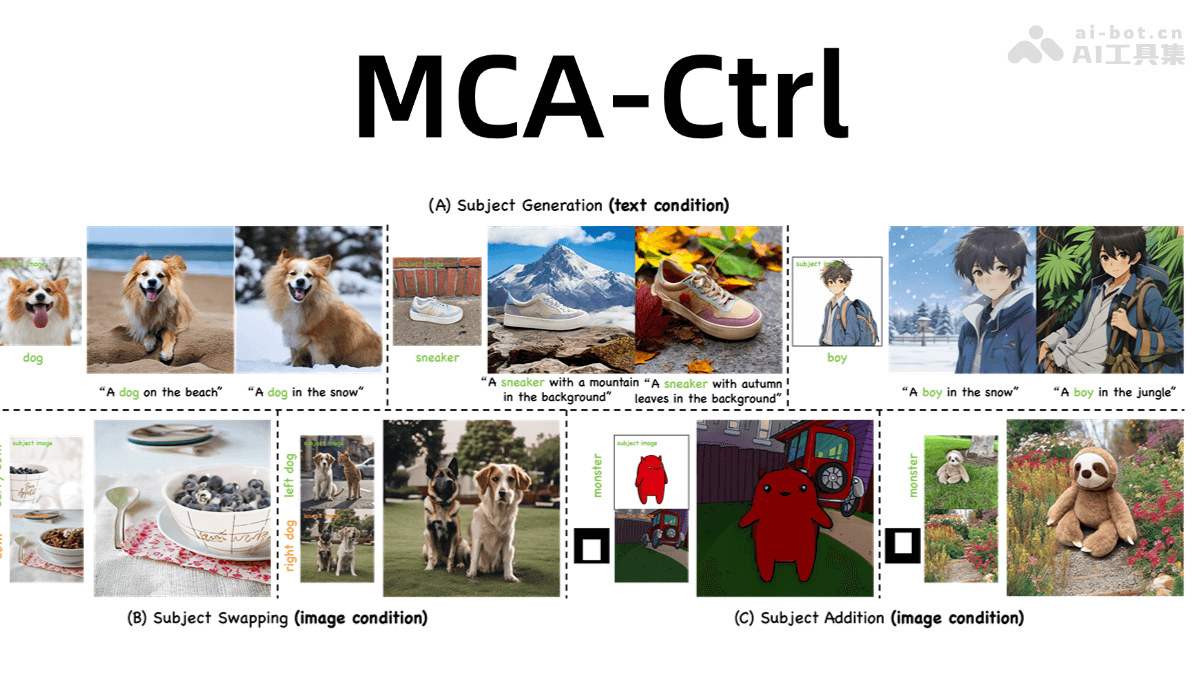 ai-bot.cn
AI工具集
MCA-Ctrl
(A) Subject Generation (text condition)
subject image
subject image
dog
sneaker
boy
“A dog on the beach”
“A dog in the snow”
“A sneaker with a mountain
in the background”
“A sneaker with autumn
leaves in the background”
“A boy in the snow”
“A boy in the jungle”
subject image
subject image
left dog
source image
right dog
subject image
monster
source image
monster
(B) Subject Swapping (image condition)
(C) Subject Addition (image condition)